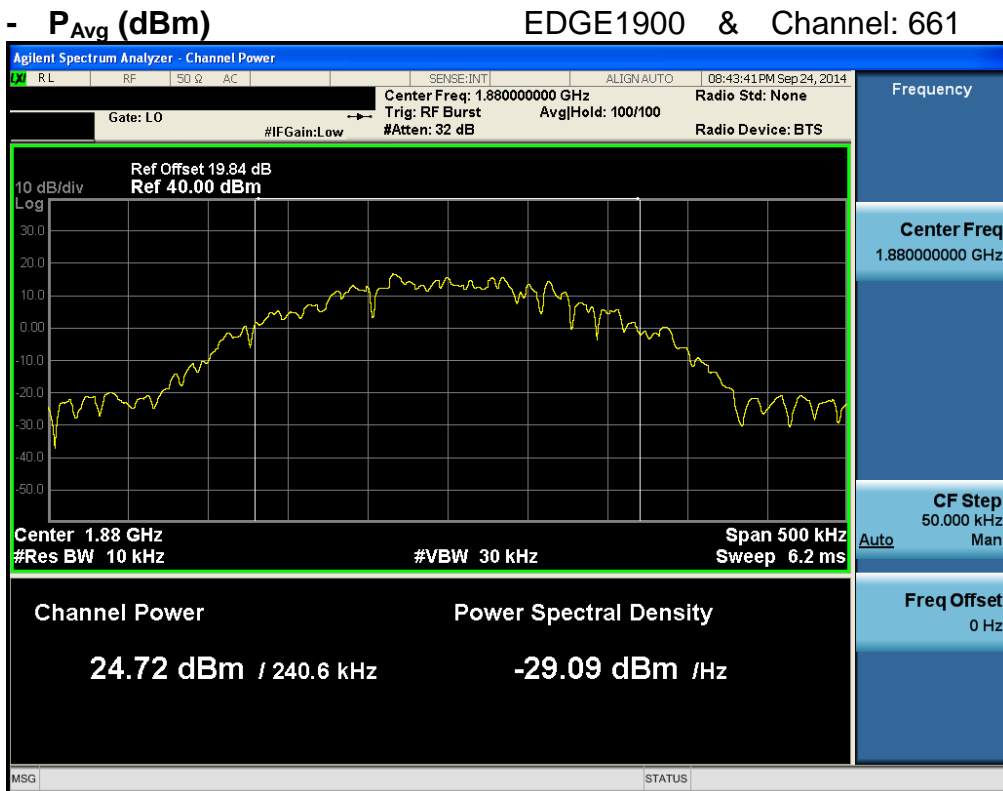 - PAvg (dBm) EDGE1900 & Channel: 661
Agilent Spectrum Analyzer - Channel Power
LXI RL RF 50 Ω AC SENSE:INT ALIGN AUTO 08:43:41 PM Sep 24, 2014
Center Freq: 1.880000000 GHz Radio Std: None
Gate: LO Trig: RF Burst Avg|Hold: 100/100
#IFGain:Low #Atten: 32 dB Radio Device: BTS
Frequency
Ref Offset 19.84 dB
10 dB/div Ref 40.00 dBm
Log
30.0
20.0
10.0
0.00
-10.0
-20.0
-30.0
-40.0
-50.0
Center 1.88 GHz Span 500 kHz
#Res BW 10 kHz #VBW 30 kHz Sweep 6.2 ms
Center Freq
1.880000000 GHz
CF Step
50.000 kHz
Auto Man
Freq Offset
0 Hz
Channel Power Power Spectral Density
24.72 dBm / 240.6 kHz -29.09 dBm /Hz
MSG STATUS